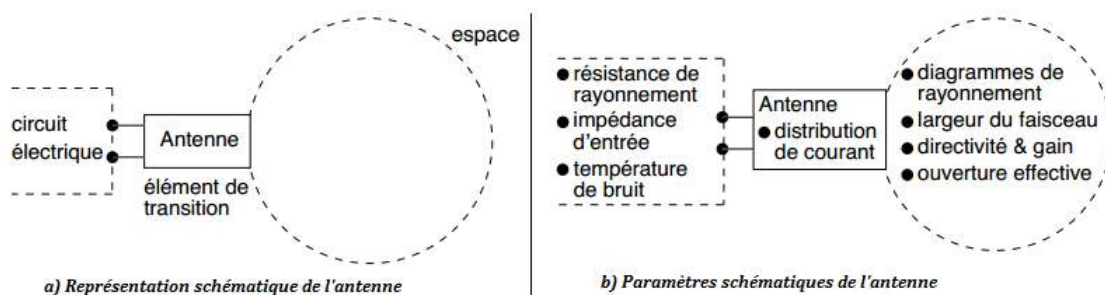 espace
circuit
électrique
Antenne
élément de
transition
a) Représentation schématique de l'antenne
● résistance de
rayonnement
● impédance
d'entrée
● température
de bruit
Antenne
● distribution
de courant
● diagrammes de
rayonnement
● largeur du faisceau
● directivité & gain
● ouverture effective
b) Paramètres schématiques de l'antenne